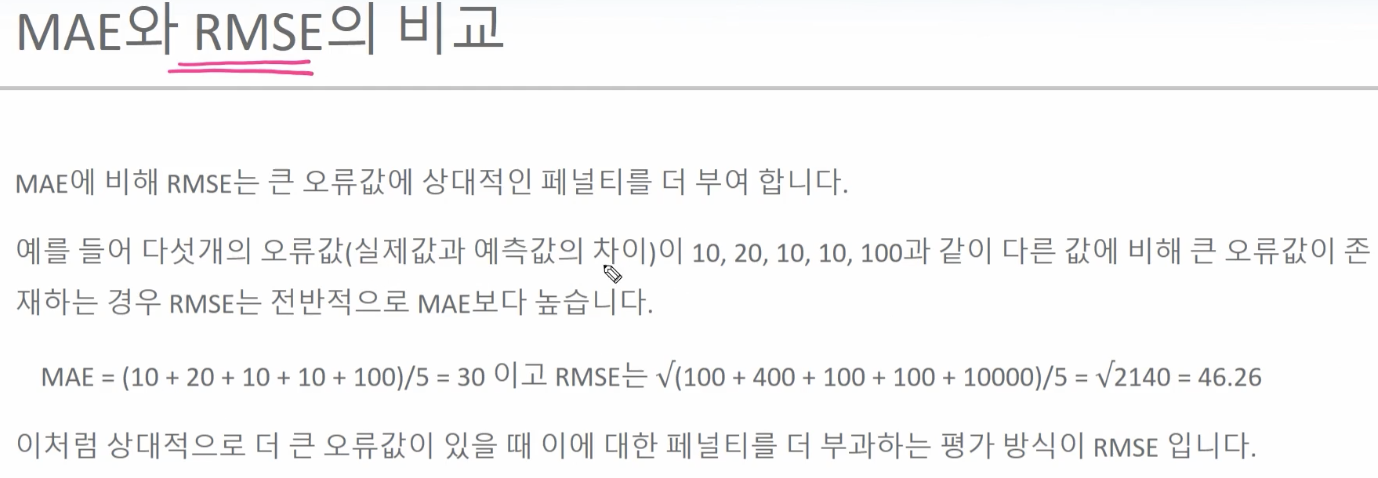 MAE와 RMSE의 비교
MAE에 비해 RMSE는 큰 오류값에 상대적인 페널티를 더 부여 합니다.
예를 들어 다섯개의 오류값(실제값과 예측값의 차이)이 10, 20, 10, 10, 100과 같이 다른 값에 비해 큰 오류값이 존
재하는 경우 RMSE는 전반적으로 MAE보다 높습니다.
MAE = (10 + 20 + 10 + 10 + 100)/5 = 30 이고 RMSE는 √(100 + 400 + 100 + 100 + 10000)/5 = √2140 = 46.26
이처럼 상대적으로 더 큰 오류값이 있을 때 이에 대한 페널티를 더 부과하는 평가 방식이 RMSE 입니다.